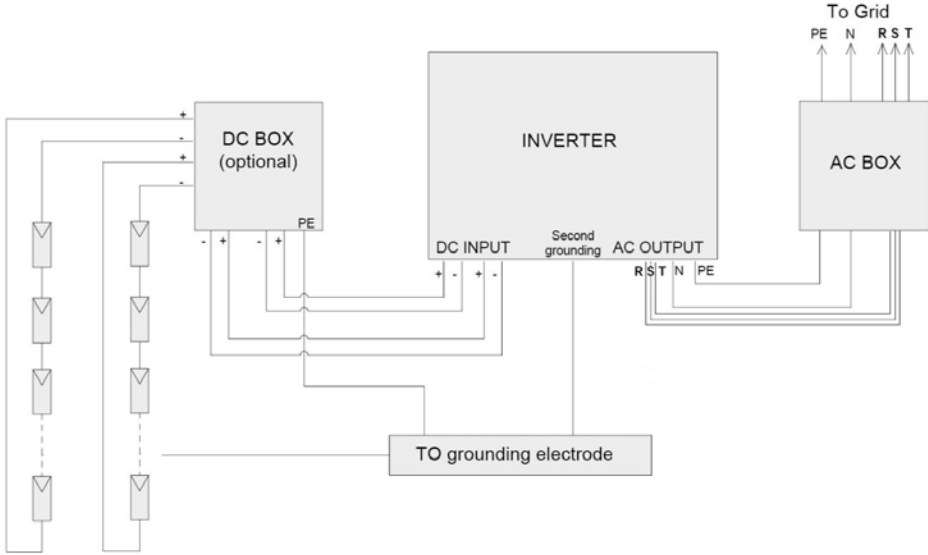 To Grid
PE N R S T
+
-
+
-
DC BOX
(optional)
PE
- + - +
INVERTER
DC INPUT
+ - + -
Second
grounding
AC OUTPUT
R S T N PE
AC BOX
TO grounding electrode